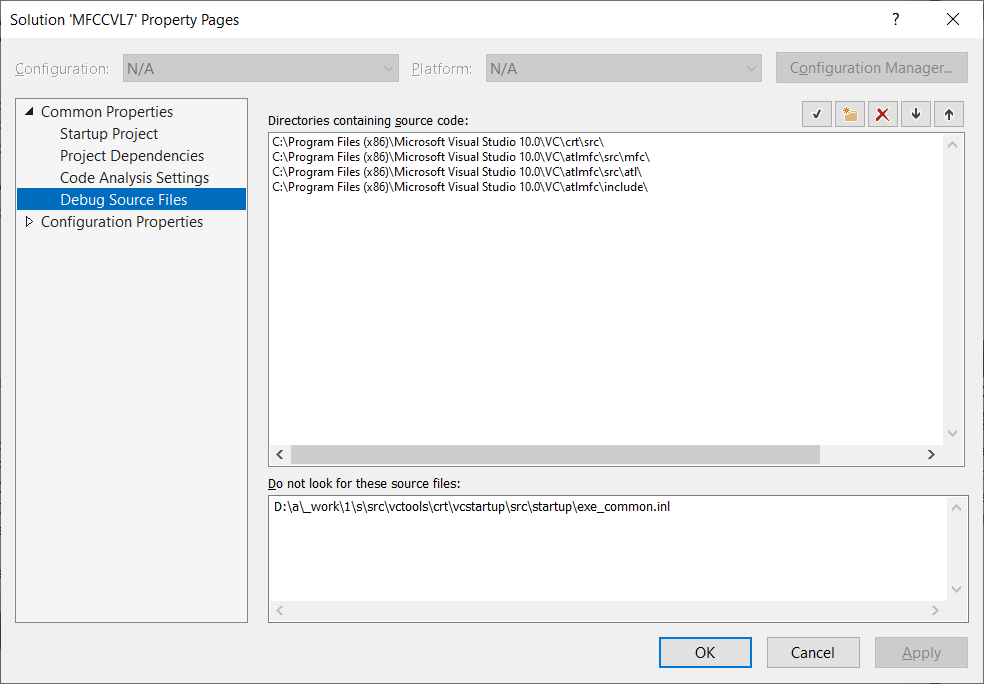 Solution 'MFCCVL7' Property Pages
?
Configuration: N/A Platform: N/A Configuration Manager...
Common Properties
Startup Project
Project Dependencies
Code Analysis Settings
Debug Source Files
Configuration Properties
Directories containing source code:
C:\Program Files (x86)\Microsoft Visual Studio 10.0\VC\crt\src\
C:\Program Files (x86)\Microsoft Visual Studio 10.0\VC\atlmfc\src\mfc\
C:\Program Files (x86)\Microsoft Visual Studio 10.0\VC\atlmfc\src\atl\
C:\Program Files (x86)\Microsoft Visual Studio 10.0\VC\atlmfc\include\
Do not look for these source files:
D:\a\_work\1\s\src\vctools\crt\vcstartup\src\startup\exe_common.inl
OK Cancel Apply